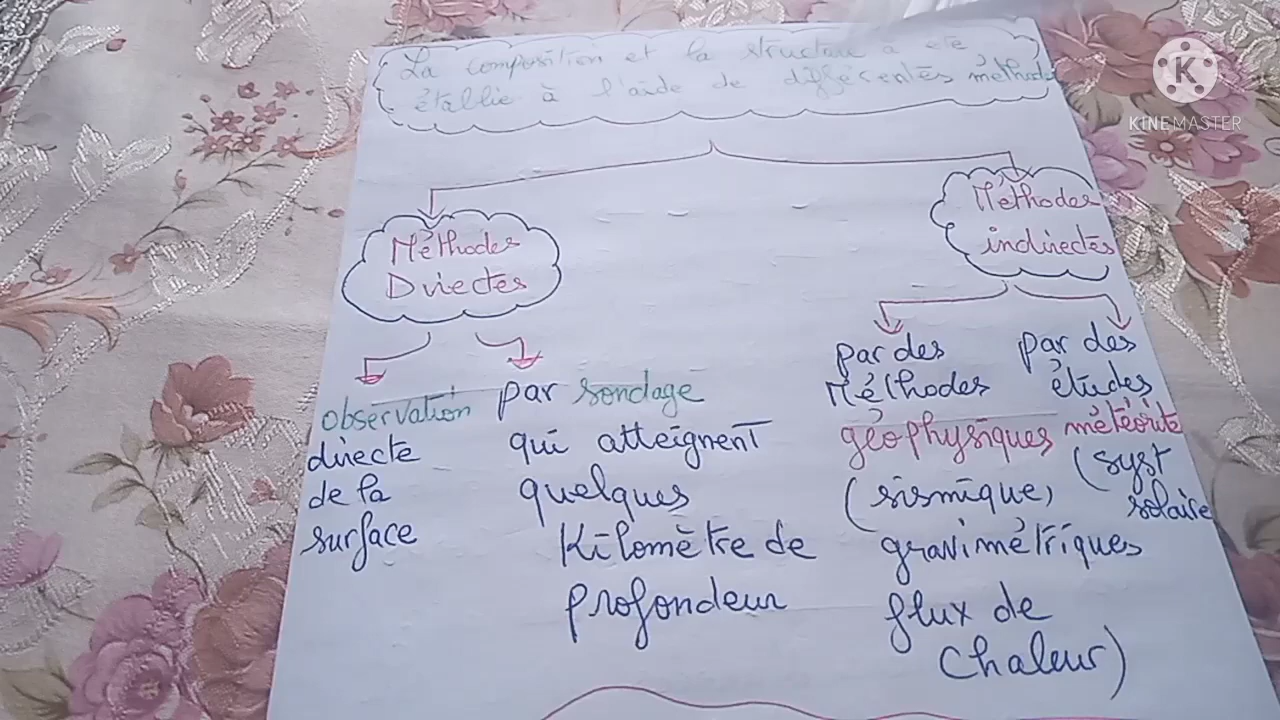 La composition et la structure a été
établie à l'aide de différentes méthode
Méthodes
Directes
Méthodes
indirectes
observation
directe
de la
surface
par sondage
qui atteignent
quelques
Kilomètre de
profondeur
par des
Méthodes
géophysiques
(sismique,
gravimétriques
flux de
chaleur)
par des
études
météorite
(syst
solaire
K
KINEMASTER